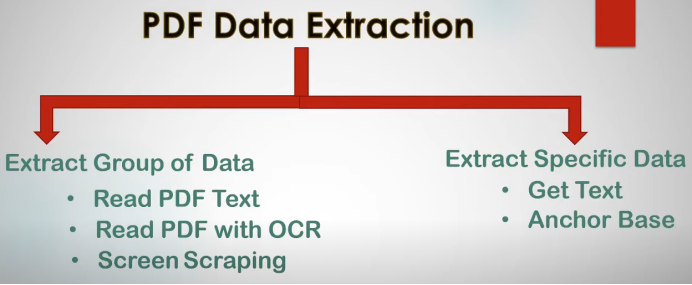 PDF Data Extraction
Extract Group of Data
• Read PDF Text
• Read PDF with OCR
• Screen Scraping
Extract Specific Data
• Get Text
• Anchor Base